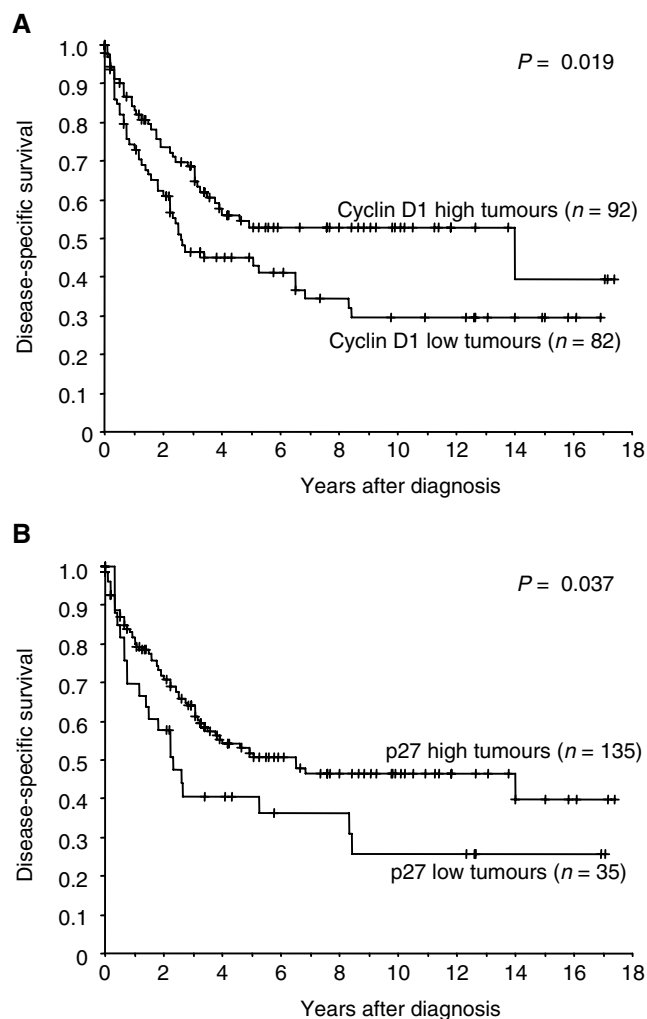 A
1.0
0.9
0.8
0.7
0.6
0.5
0.4
0.3
0.2
0.1
0
Disease-specific survival
P = 0.019
Cyclin D1 high tumours (n = 92)
Cyclin D1 low tumours (n = 82)
0 2 4 6 8 10 12 14 16 18
Years after diagnosis
B
1.0
0.9
0.8
0.7
0.6
0.5
0.4
0.3
0.2
0.1
0
Disease-specific survival
P = 0.037
p27 high tumours (n = 135)
p27 low tumours (n = 35)
0 2 4 6 8 10 12 14 16 18
Years after diagnosis